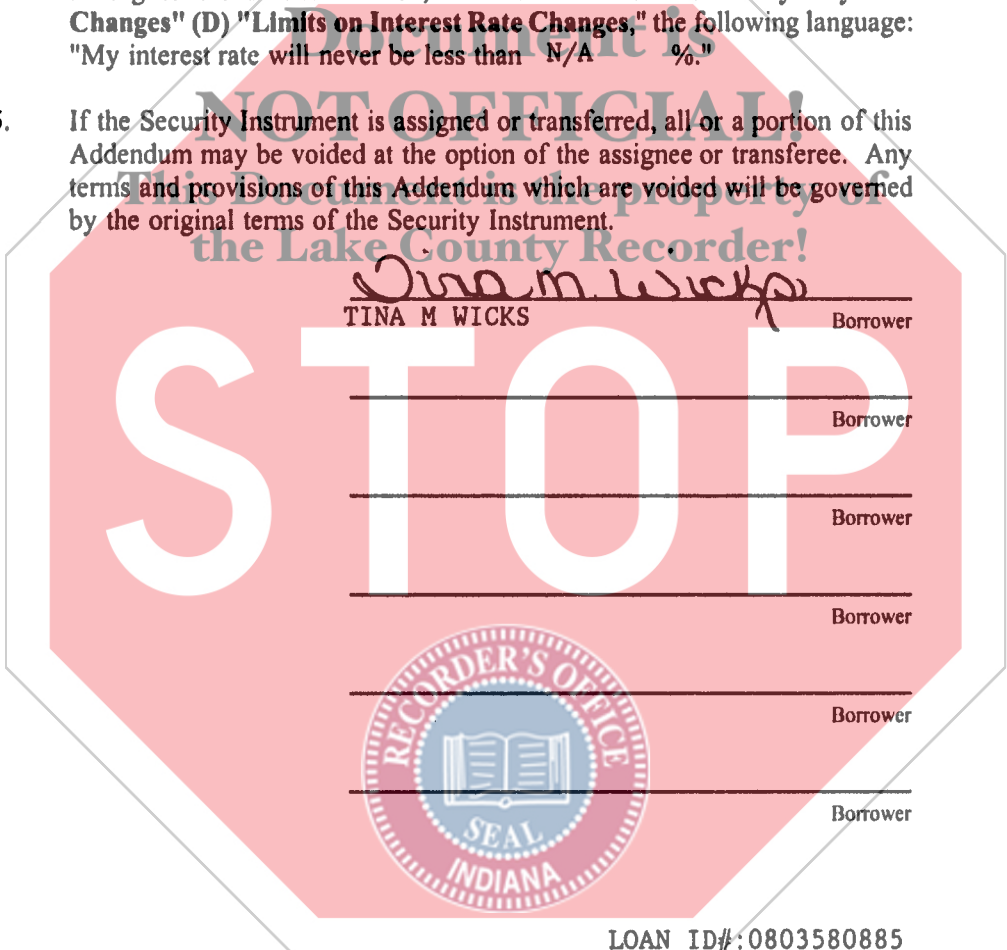 Changes" (D) "Limits on Interest Rate Changes," the following language:
"My interest rate will never be less than N/A %."
If the Security Instrument is assigned or transferred, all or a portion of this
Addendum may be voided at the option of the assignee or transferee. Any
terms and provisions of this Addendum which are voided will be governed
by the original terms of the Security Instrument.
Document is
NOT OFFICIAL!
This Document is the property of
the Lake County Recorder!
Tina M. Wicks
TINA M WICKS Borrower
STOP
Borrower
Borrower
Borrower
Borrower
Borrower
RECORDER'S OFFICE
SEAL
INDIANA
LOAN ID#:0803580885